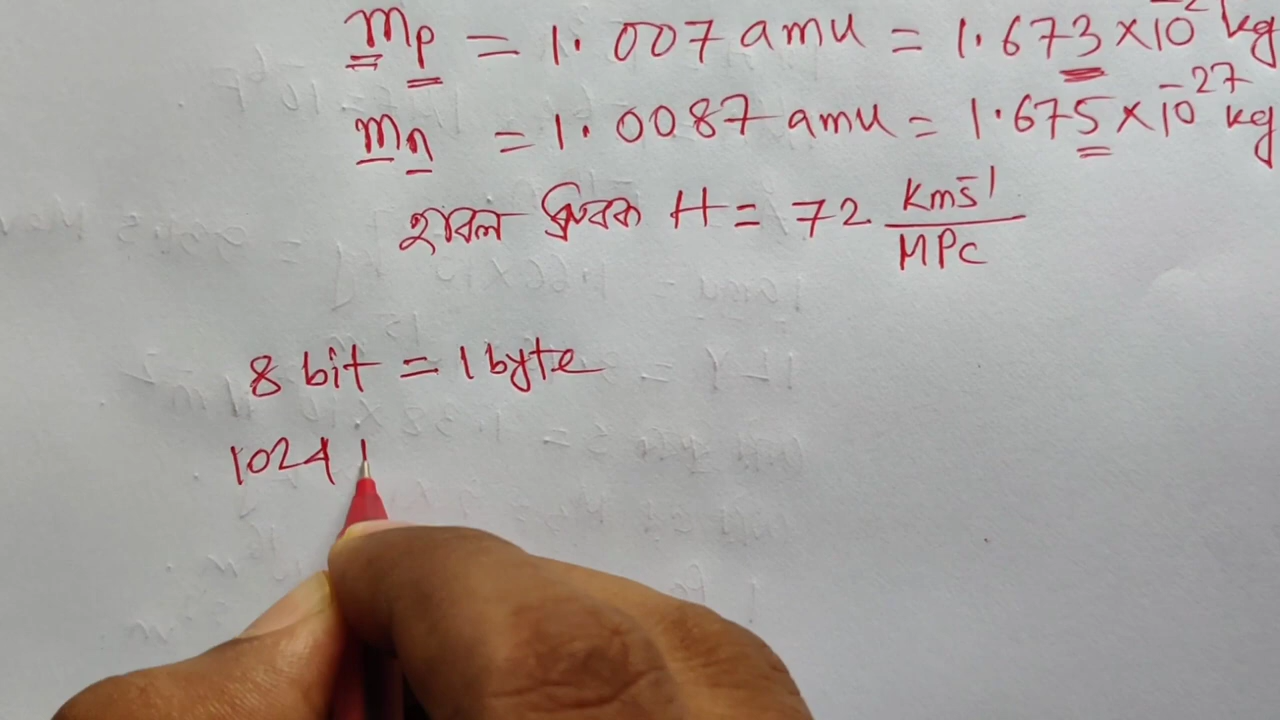 mp = 1.007 amu = 1.673 × 10⁻² kg
mn = 1.0087 amu = 1.675 × 10⁻²⁷ kg
হাবল ধ্রুবক H = 72 Kms⁻¹/MPc
8 bit = 1 byte
1024